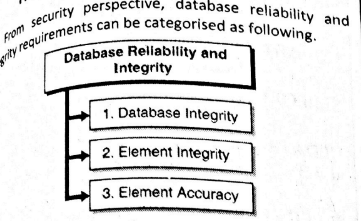 From security perspective, database reliability and
grity requirements can be categorised as following.
Database Reliability and
Integrity
1. Database Integrity
2. Element Integrity
3. Element Accuracy